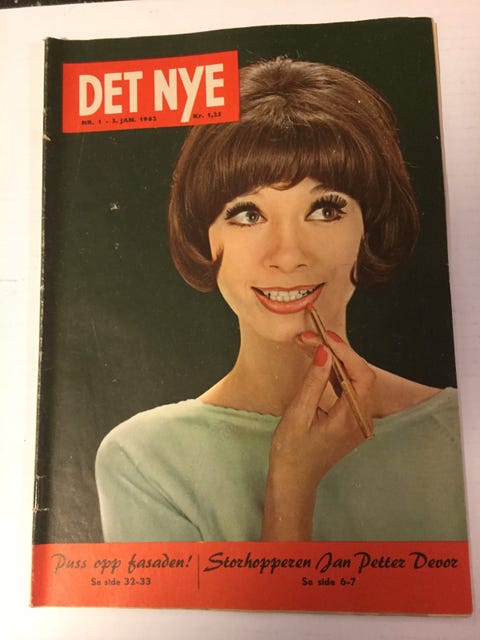 DET NYE
NR. 1 - 5. JAN. 1963 Kr. 1,25
Puss opp fasaden! Storhopperen Jan Petter Devor
Se side 32-33 Se side 6-7